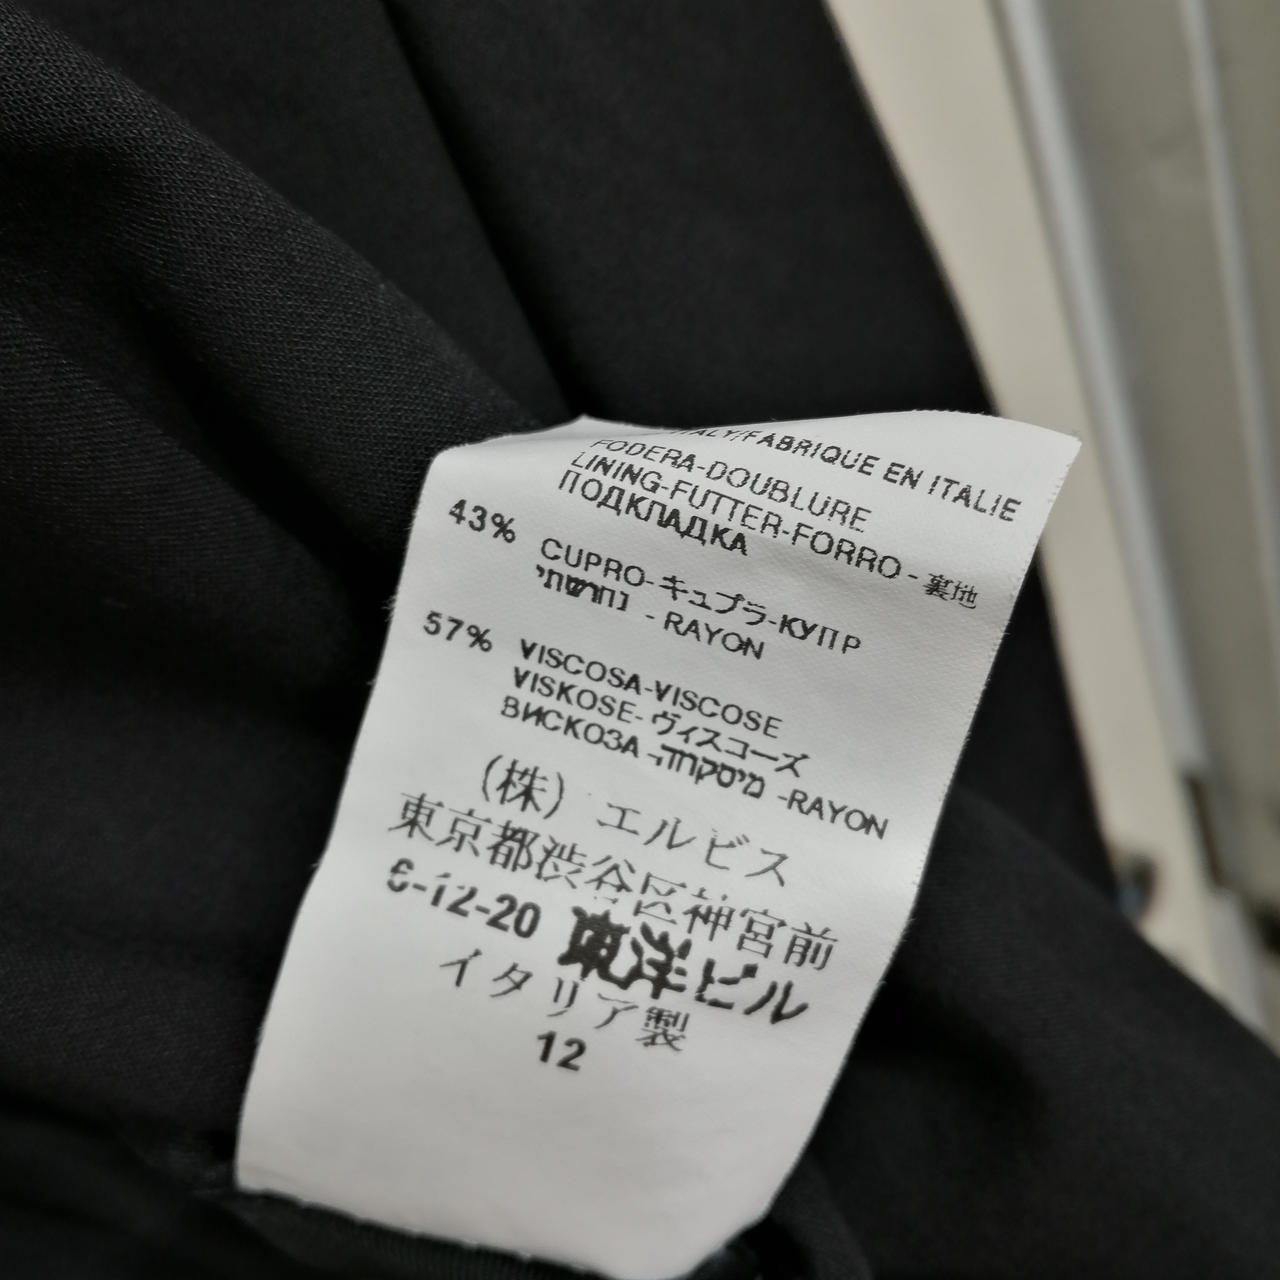 ITALY/FABRIQUE EN ITALIE
FODERA-DOUBLURE
LINING-FUTTER-FORRO-裏地
ПОДКЛАДКА
43% CUPRO-キュプラ-КУПР
נחושתי - RAYON
57% VISCOSA-VISCOSE
VISKOSE-ヴィスコーズ
ВИСКОЗА - -RAYON
(株) エルビス
東京都渋谷区神宮前
6-12-20 東洋ビル
イタリア製
12